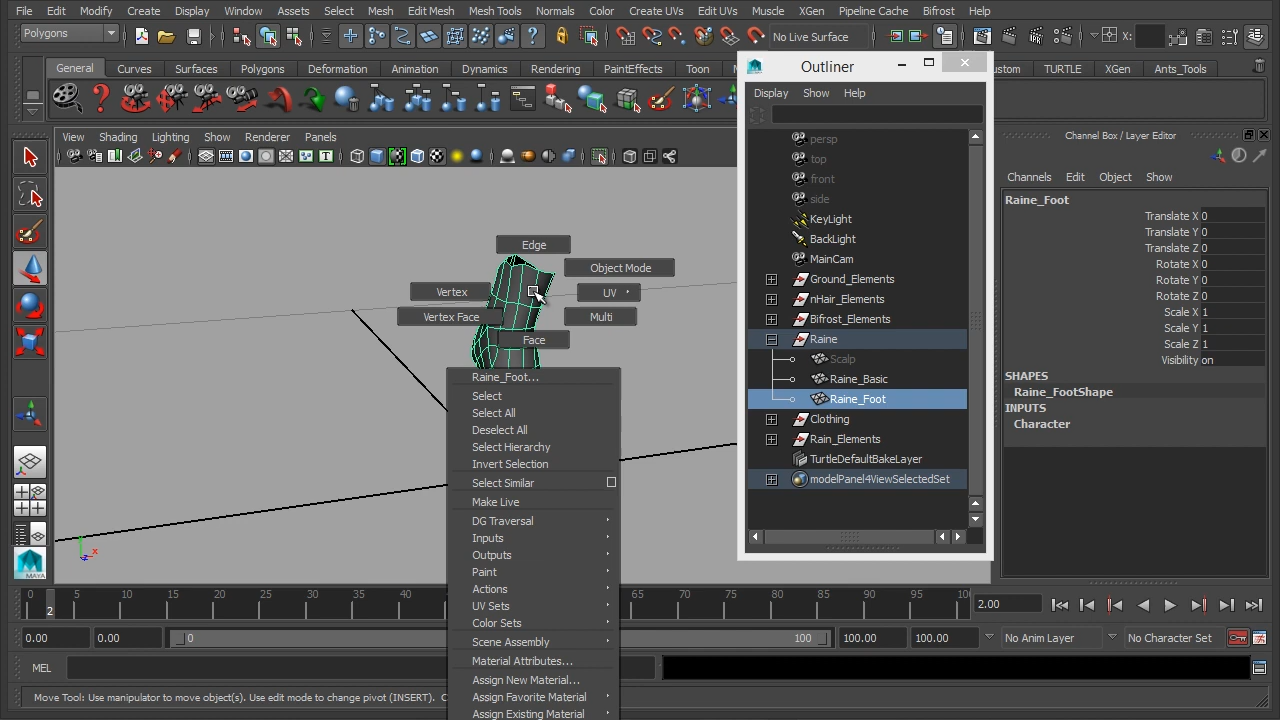 File Edit Modify Create Display Window Assets Select Mesh Edit Mesh Mesh Tools Normals Color Create UVs Edit UVs Muscle XGen Pipeline Cache Bifrost Help
Polygons No Live Surface X:
General Curves Surfaces Polygons Deformation Animation Dynamics Rendering PaintEffects Toon ustom TURTLE XGen Ants_Tools
View Shading Lighting Show Renderer Panels
Edge
Object Mode
Vertex
UV
Vertex Face
Multi
Face
Raine_Foot...
Select
Select All
Deselect All
Select Hierarchy
Invert Selection
Select Similar
Make Live
DG Traversal
Inputs
Outputs
Paint
Actions
UV Sets
Color Sets
Scene Assembly
Material Attributes...
Assign New Material...
Assign Favorite Material
Assign Existing Material
Outliner
Display Show Help
persp
top
front
side
KeyLight
BackLight
MainCam
Ground_Elements
nHair_Elements
Bifrost_Elements
Raine
Scalp
Raine_Basic
Raine_Foot
Clothing
Rain_Elements
TurtleDefaultBakeLayer
modelPanel4ViewSelectedSet
Channel Box / Layer Editor
Channels Edit Object Show
Raine_Foot
Translate X 0
Translate Y 0
Translate Z 0
Rotate X 0
Rotate Y 0
Rotate Z 0
Scale X 1
Scale Y 1
Scale Z 1
Visibility on
SHAPES
Raine_FootShape
INPUTS
Character
y
x
z
MAYA
0 5 10 15 20 25 30 35 40 45 65 70 75 80 85 90 95 10
2
2.00
0.00 0.00 0 100 100.00 100.00 No Anim Layer No Character Set
MEL
Move Tool: Use manipulator to move object(s). Use edit mode to change pivot (INSERT). C